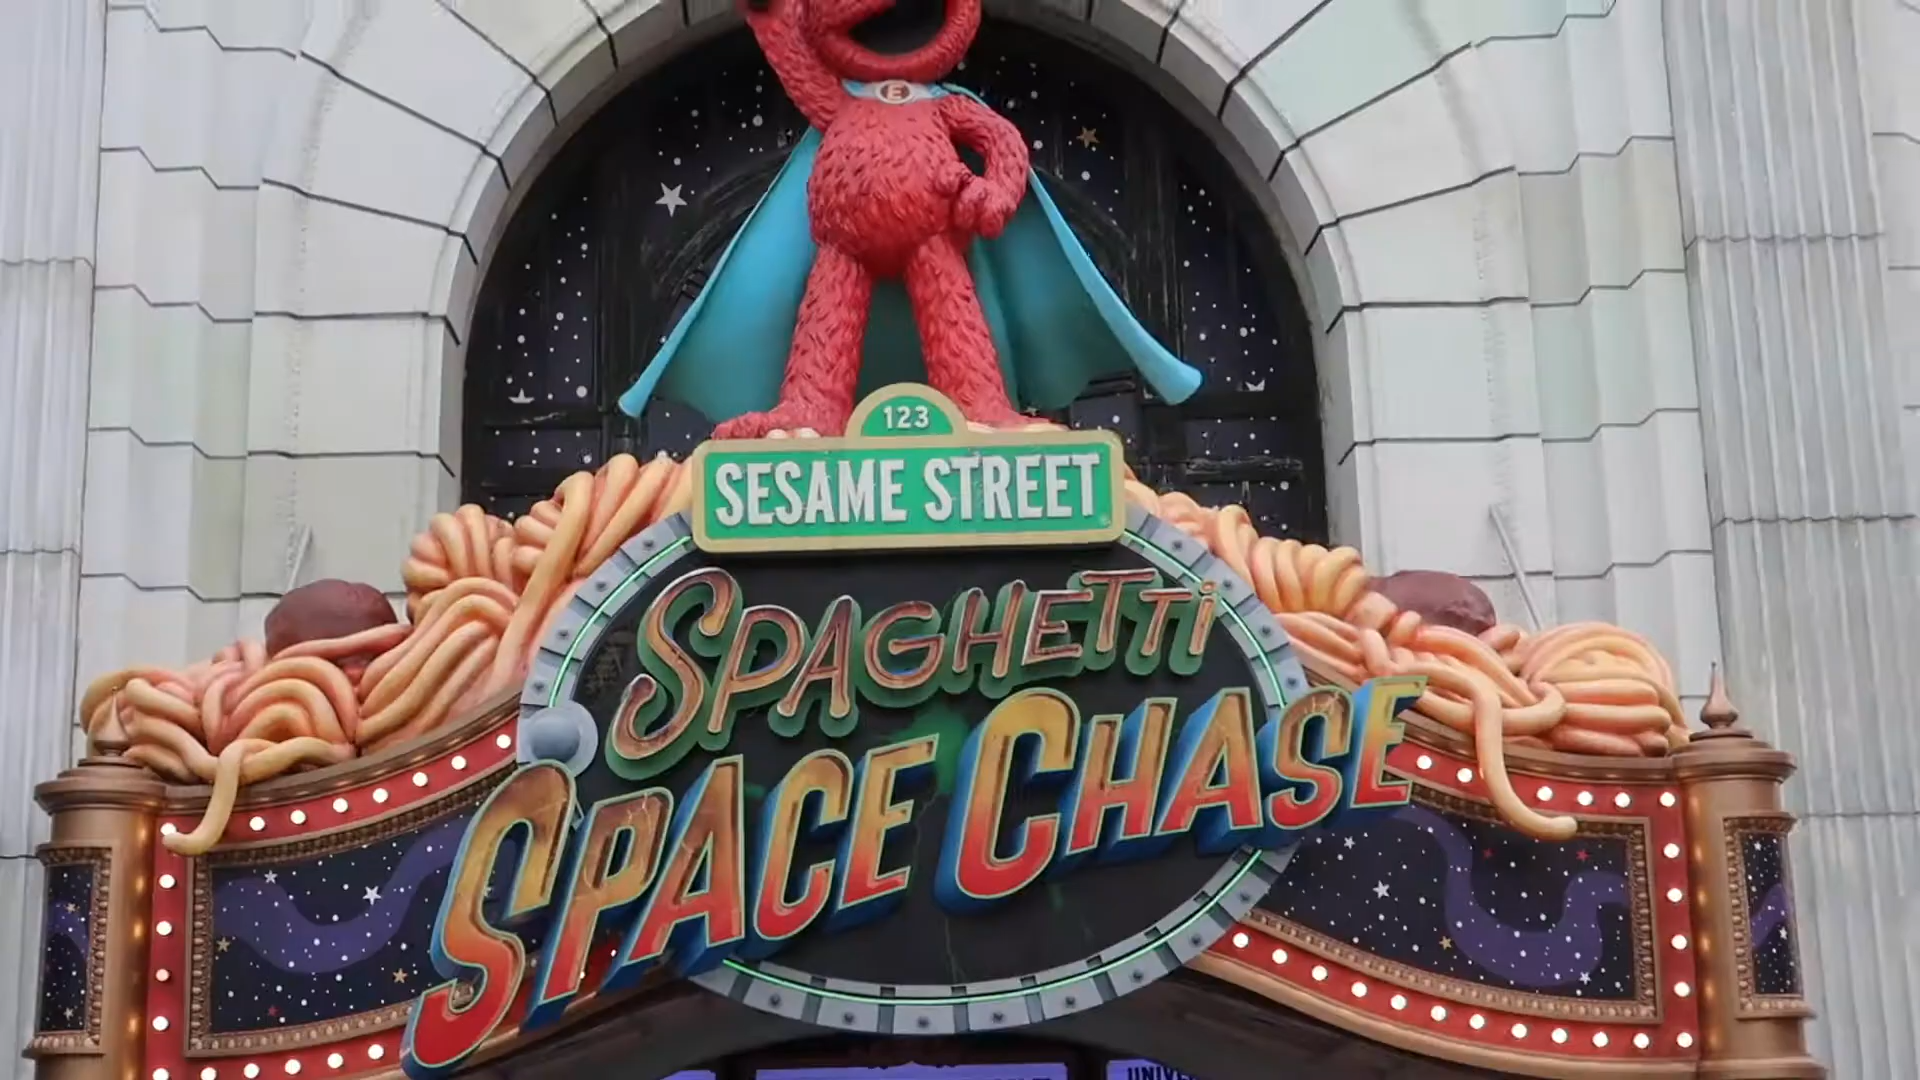 E
123
SESAME STREET
SPAGHETTI
SPACE CHASE